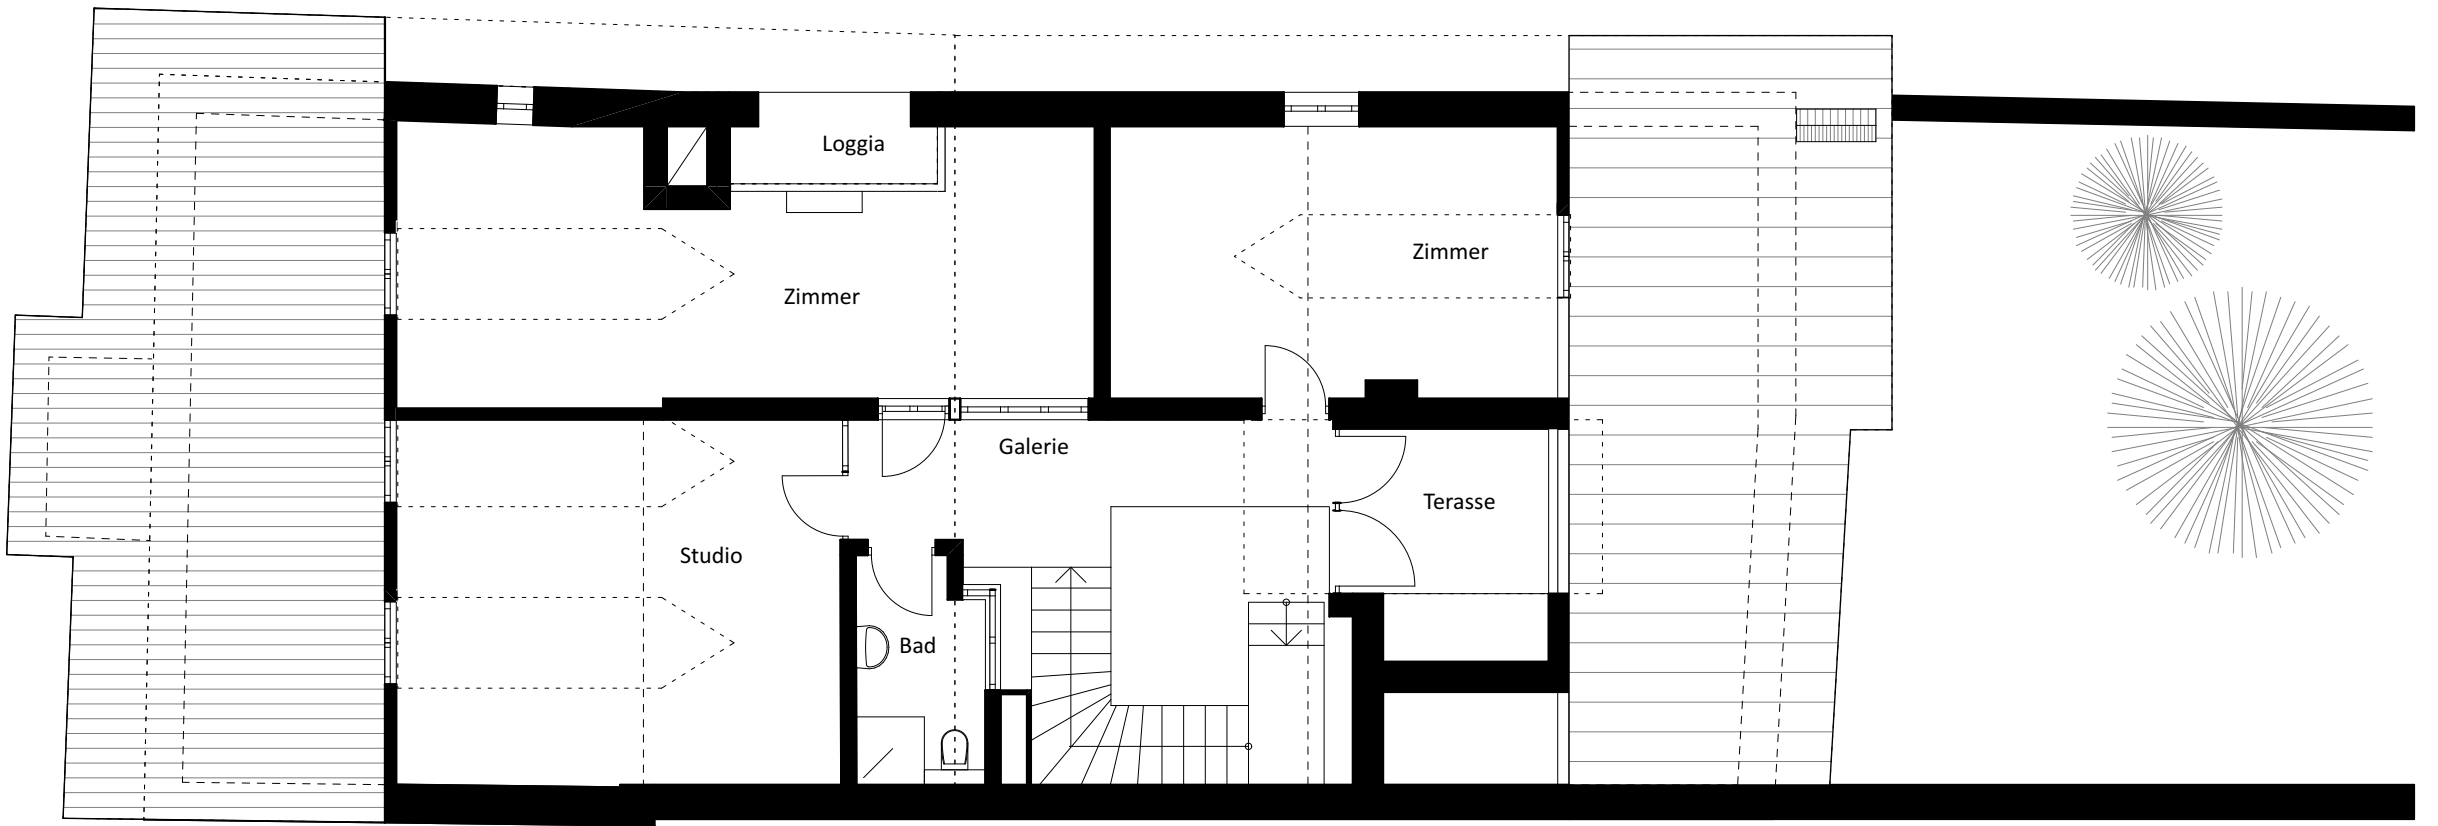 Loggia
Zimmer
Zimmer
Galerie
Terasse
Studio
Bad